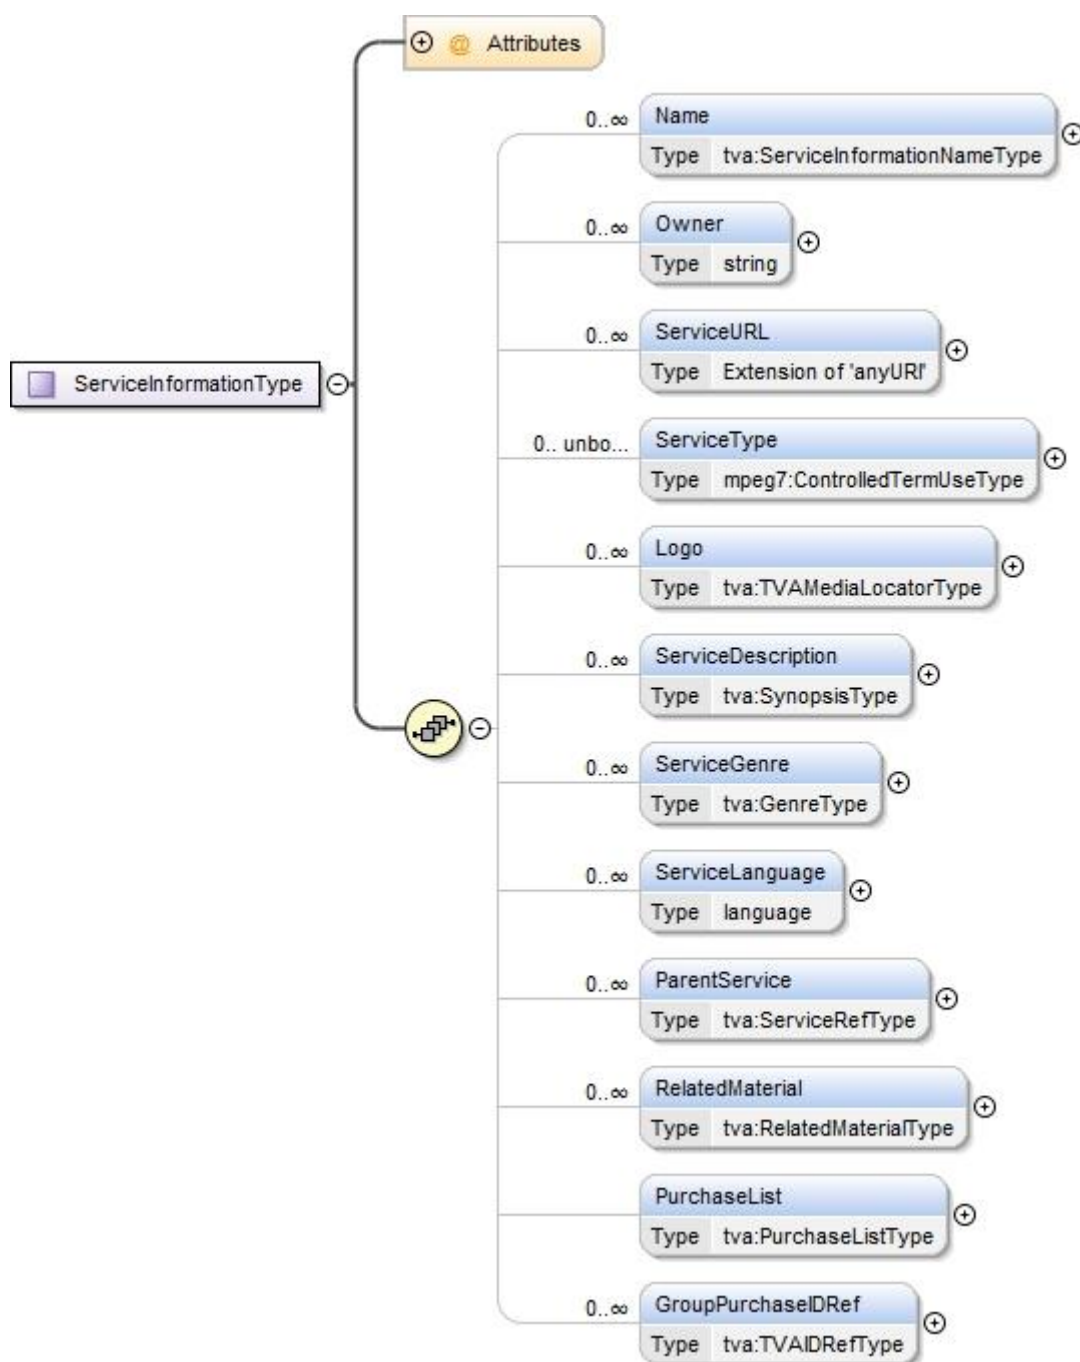 @ Attributes
0..∞ Name
Type tva:ServiceInformationNameType
0..∞ Owner
Type string
0..∞ ServiceURL
Type Extension of 'anyURI'
ServiceInformationType
0.. unbo... ServiceType
Type mpeg7:ControlledTermUseType
0..∞ Logo
Type tva:TVAMediaLocatorType
0..∞ ServiceDescription
Type tva:SynopsisType
0..∞ ServiceGenre
Type tva:GenreType
0..∞ ServiceLanguage
Type language
0..∞ ParentService
Type tva:ServiceRefType
0..∞ RelatedMaterial
Type tva:RelatedMaterialType
PurchaseList
Type tva:PurchaseListType
0..∞ GroupPurchaseIDRef
Type tva:TVAIDRefType